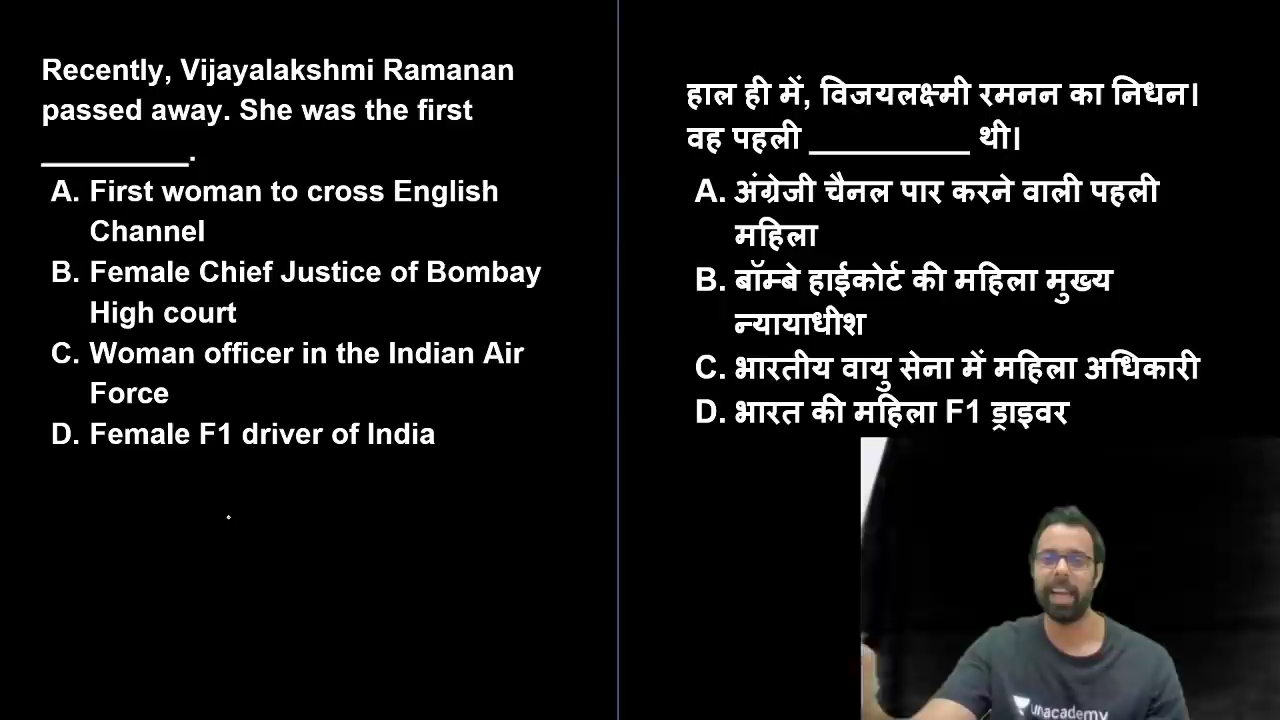 Recently, Vijayalakshmi Ramanan
passed away. She was the first
_________.
A. First woman to cross English
Channel
B. Female Chief Justice of Bombay
High court
C. Woman officer in the Indian Air
Force
D. Female F1 driver of India
हाल ही में, विजयलक्ष्मी रमनन का निधन।
वह पहली __________ थी।
A. अंग्रेजी चैनल पार करने वाली पहली
महिला
B. बॉम्बे हाईकोर्ट की महिला मुख्य
न्यायाधीश
C. भारतीय वायु सेना में महिला अधिकारी
D. भारत की महिला F1 ड्राइवर
unacademy